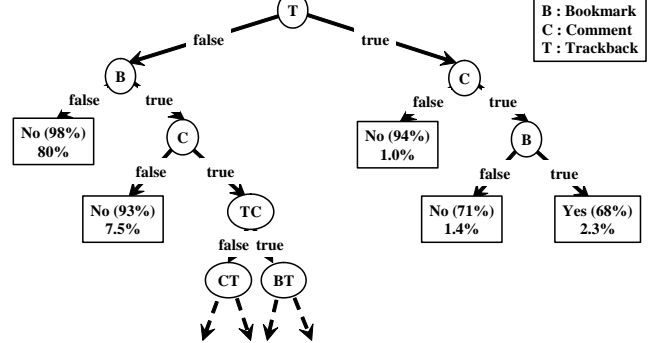 T
B : Bookmark
C : Comment
T : Trackback
false
true
B
C
false
true
false
true
No (98%)
80%
C
No (94%)
1.0%
B
false
true
false
true
No (93%)
7.5%
TC
No (71%)
1.4%
Yes (68%)
2.3%
false true
CT
BT